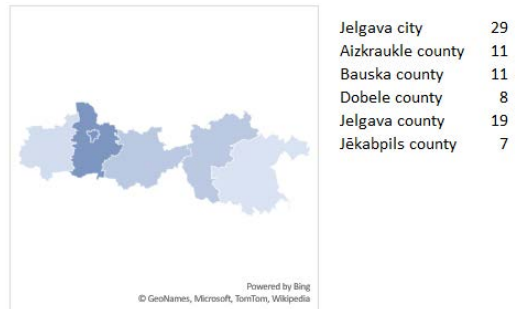 Jelgava city 29
Aizkraukle county 11
Bauska county 11
Dobele county 8
Jelgava county 19
Jēkabpils county 7
Powered by Bing
© GeoNames, Microsoft, TomTom, Wikipedia